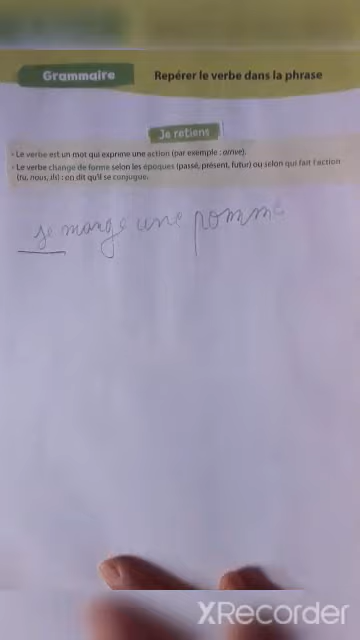 Grammaire
Repérer le verbe dans la phrase
Je retiens
• Le verbe est un mot qui exprime une action (par exemple : arrive).
• Le verbe change de forme selon les époques (passé, présent, futur) ou selon qui fait l'action
(tu, nous, ils) : on dit qu'il se conjugue.
Je mange une pomme
XRecorder